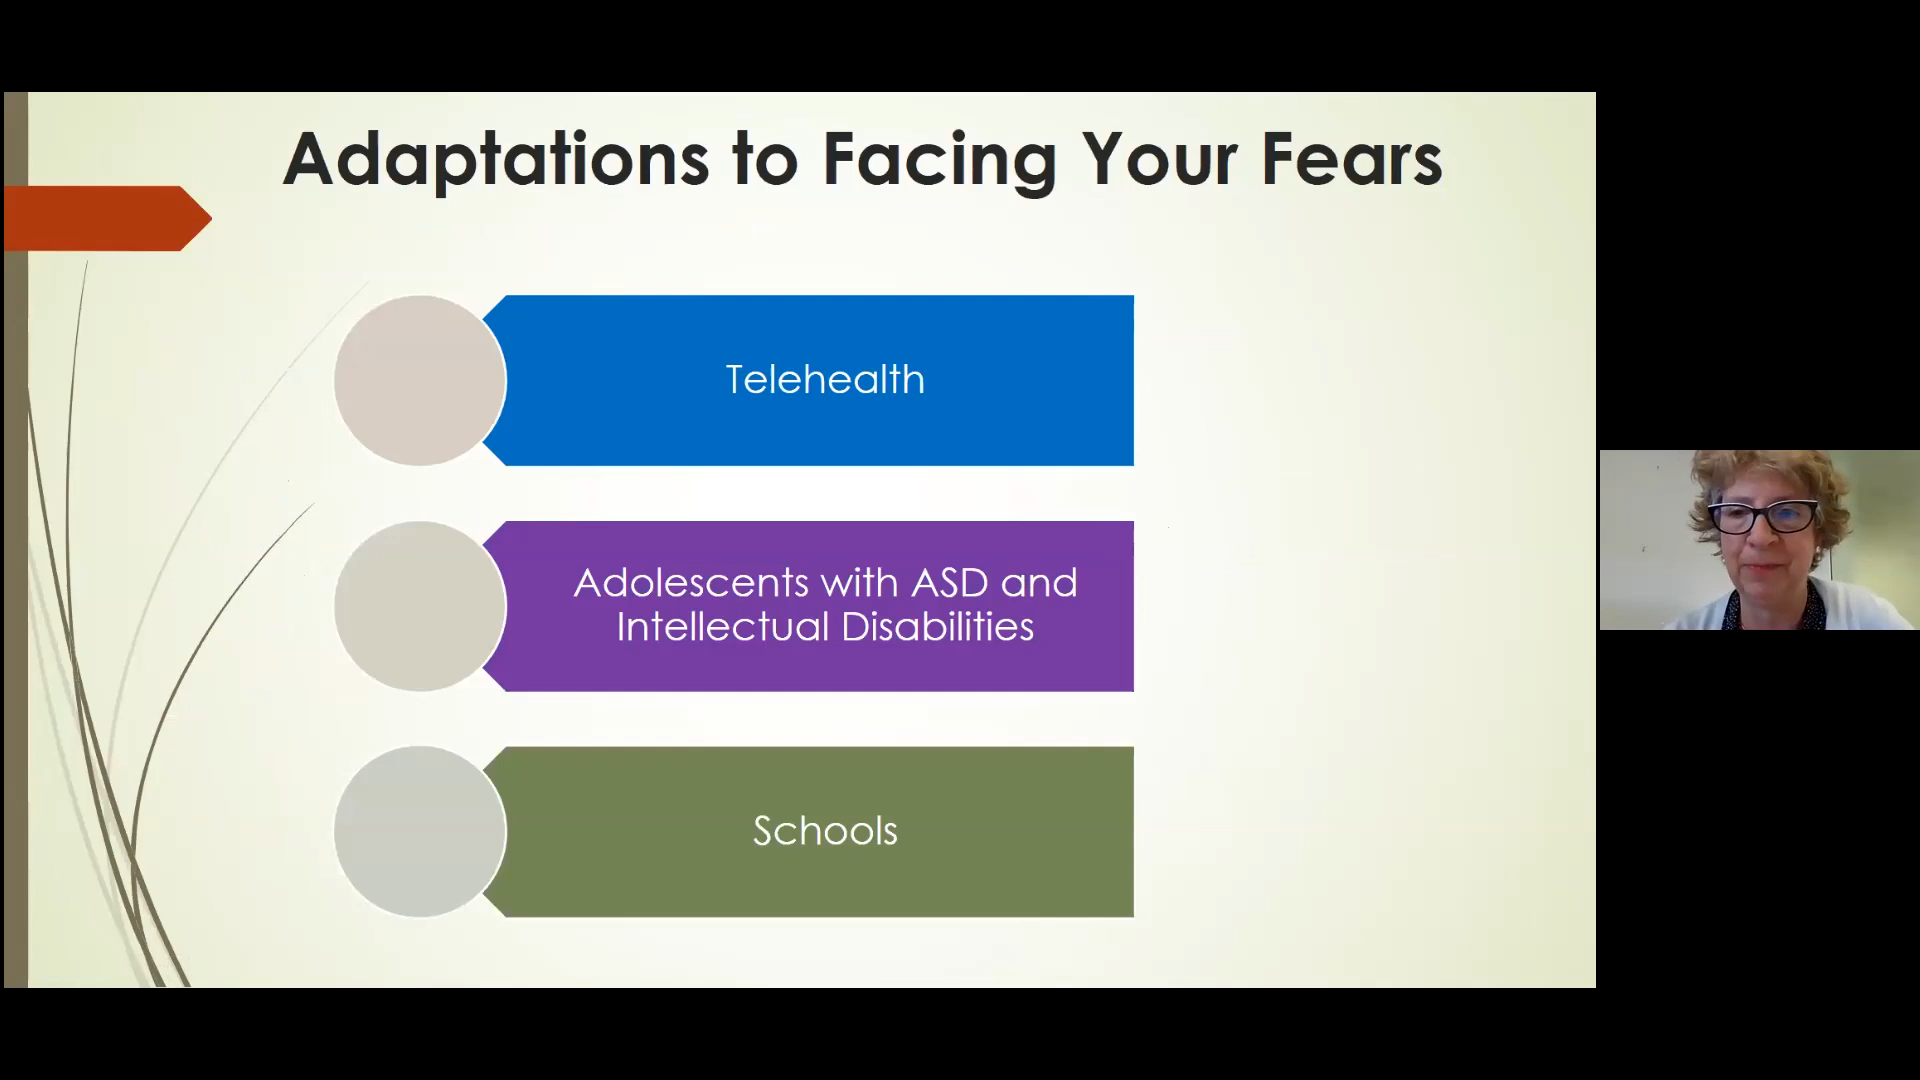 Adaptations to Facing Your Fears
Telehealth
Adolescents with ASD and
Intellectual Disabilities
Schools